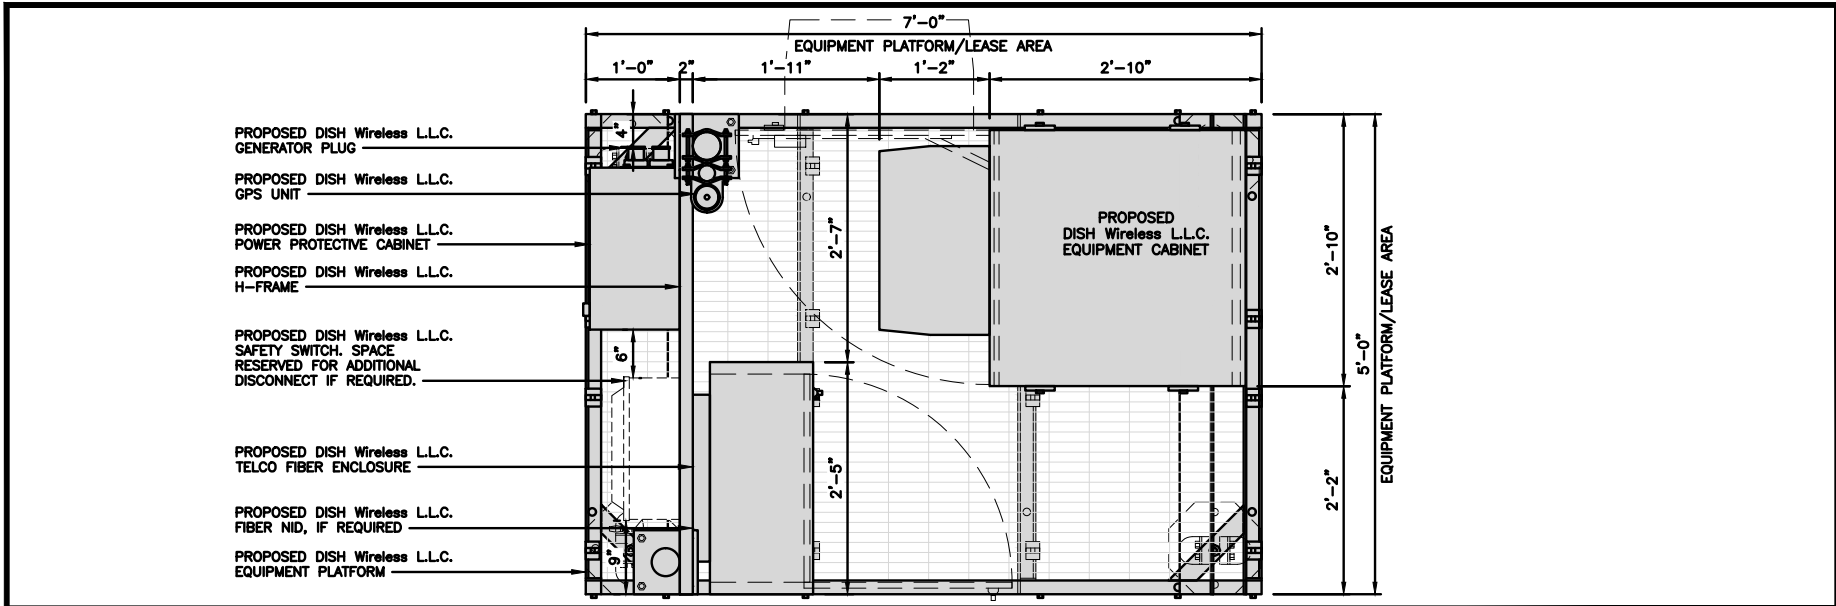 7'-0"
EQUIPMENT PLATFORM/LEASE AREA
1'-0" 2" 1'-11" 1'-2" 2'-10"
PROPOSED DISH Wireless L.L.C.
GENERATOR PLUG
PROPOSED DISH Wireless L.L.C.
GPS UNIT
PROPOSED DISH Wireless L.L.C.
POWER PROTECTIVE CABINET
PROPOSED DISH Wireless L.L.C.
H-FRAME
PROPOSED DISH Wireless L.L.C.
SAFETY SWITCH. SPACE
RESERVED FOR ADDITIONAL
DISCONNECT IF REQUIRED.
PROPOSED DISH Wireless L.L.C.
TELCO FIBER ENCLOSURE
PROPOSED DISH Wireless L.L.C.
FIBER NID, IF REQUIRED
PROPOSED DISH Wireless L.L.C.
EQUIPMENT PLATFORM
4"
6"
9"
2'-7"
2'-5"
PROPOSED
DISH Wireless L.L.C.
EQUIPMENT CABINET
2'-10"
2'-2"
5'-0"
EQUIPMENT PLATFORM/LEASE AREA